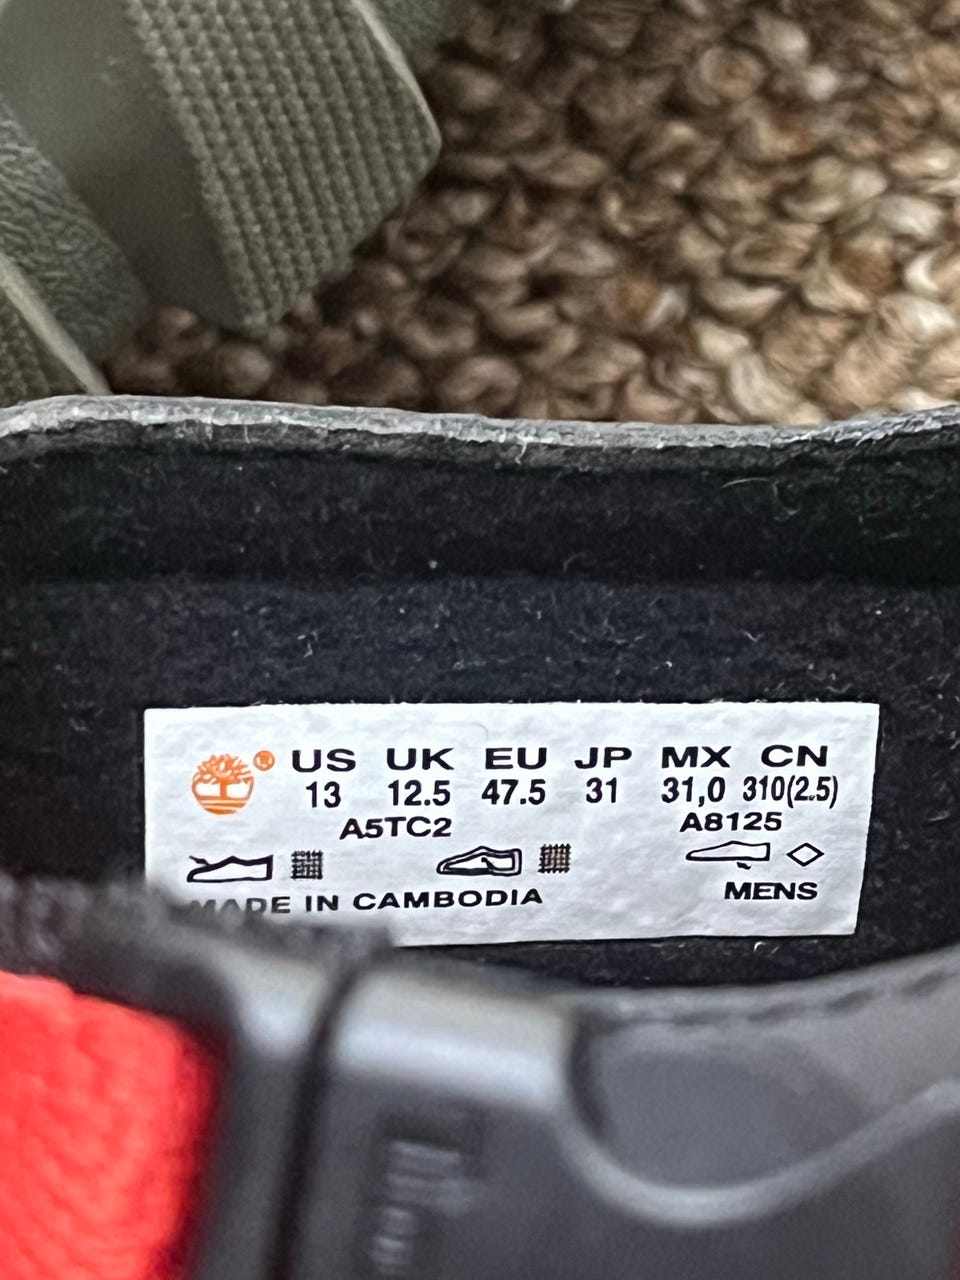 US UK EU JP MX CN
13 12.5 47.5 31 31,0 310(2.5)
A5TC2 A8125
MADE IN CAMBODIA MENS